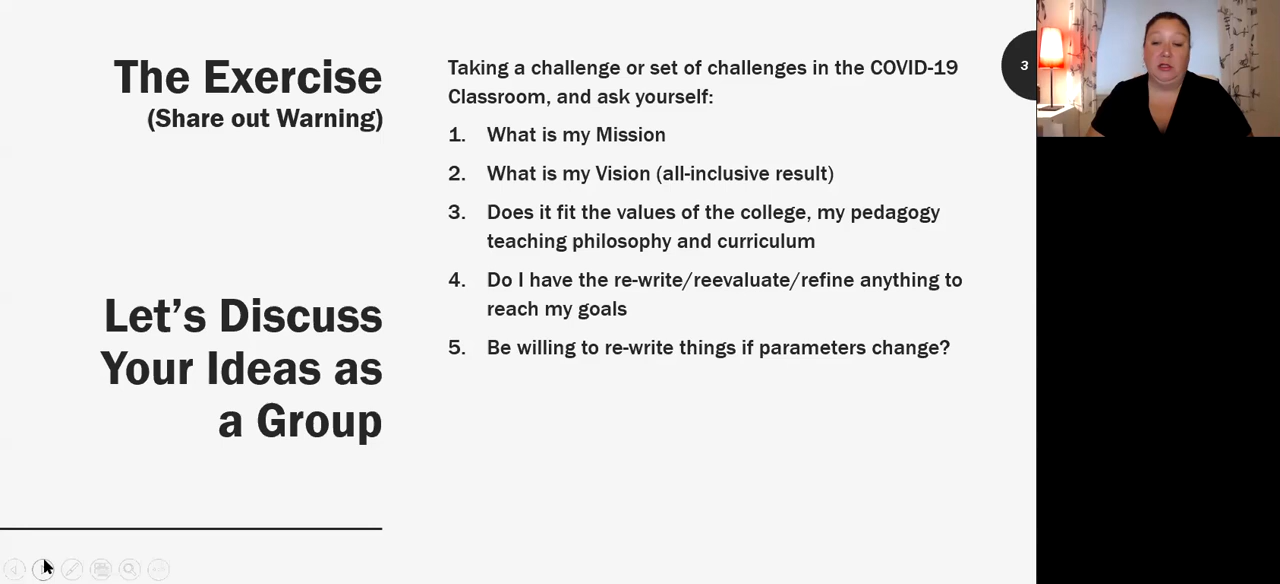 The Exercise
(Share out Warning)
Let’s Discuss
Your Ideas as
a Group
Taking a challenge or set of challenges in the COVID-19
Classroom, and ask yourself:
1. What is my Mission
2. What is my Vision (all-inclusive result)
3. Does it fit the values of the college, my pedagogy
teaching philosophy and curriculum
4. Do I have the re-write/reevaluate/refine anything to
reach my goals
5. Be willing to re-write things if parameters change?
3